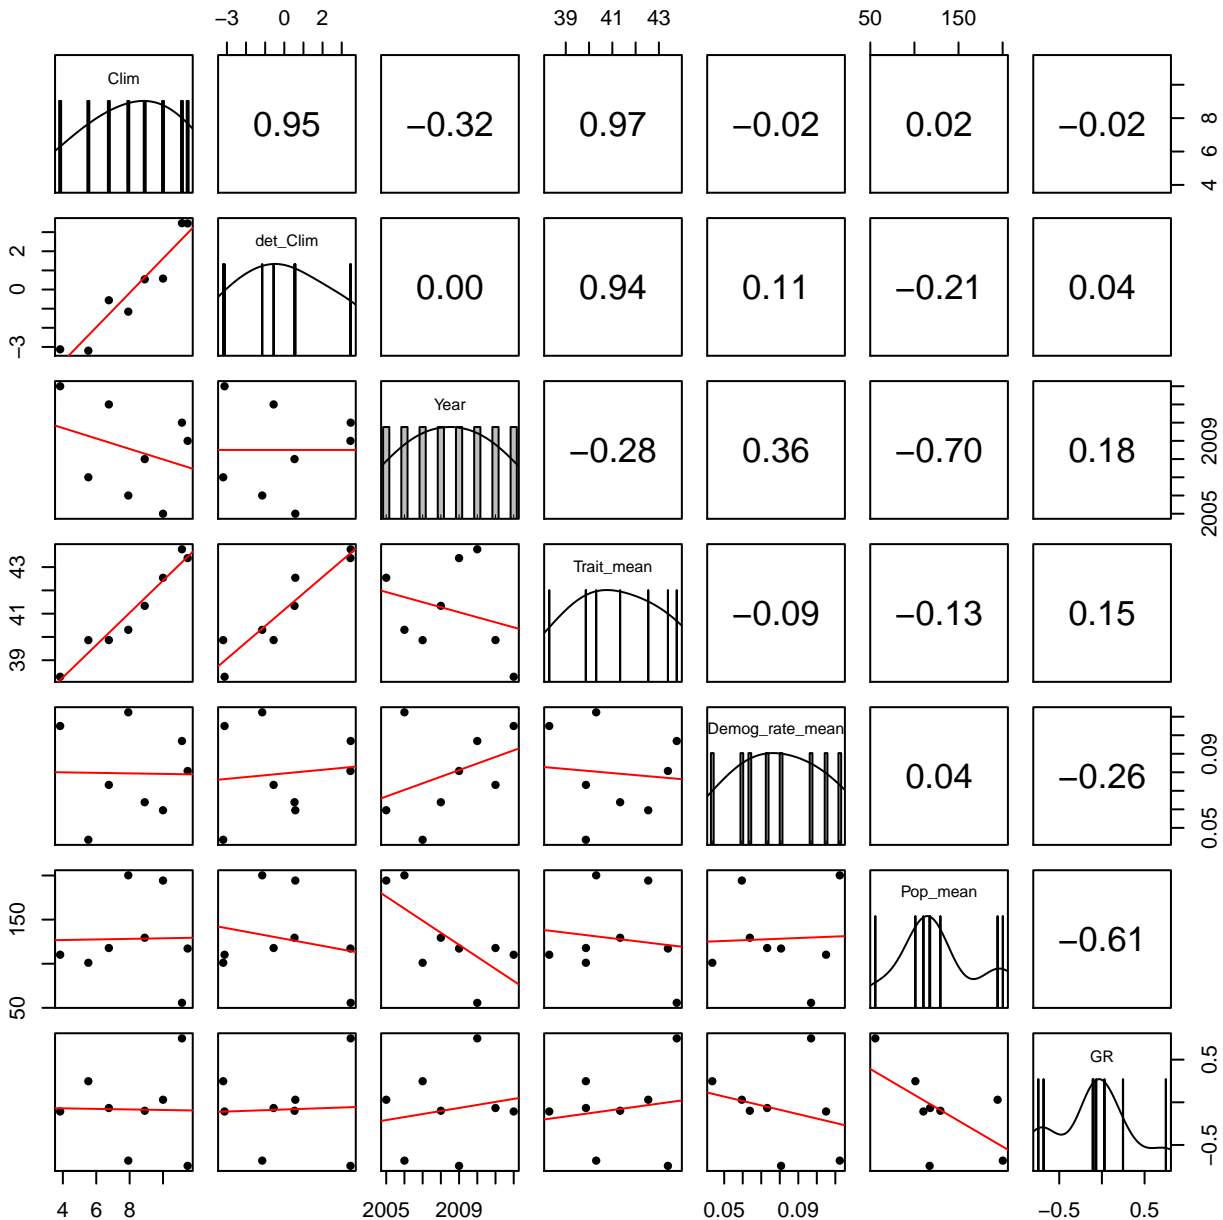 −3 0 2 39 41 43 50 150
Clim
0.95 −0.32 0.97 −0.02 0.02 −0.02
4 6 8
−3 0 2
det_Clim
0.00 0.94 0.11 −0.21 0.04
Year
−0.28 0.36 −0.70 0.18
2005 2009
39 41 43
Trait_mean
−0.09 −0.13 0.15
Demog_rate_mean
0.04 −0.26
0.05 0.09
50 150
Pop_mean
−0.61
GR
−0.5 0.5
4 6 8 2005 2009 0.05 0.09 −0.5 0.5